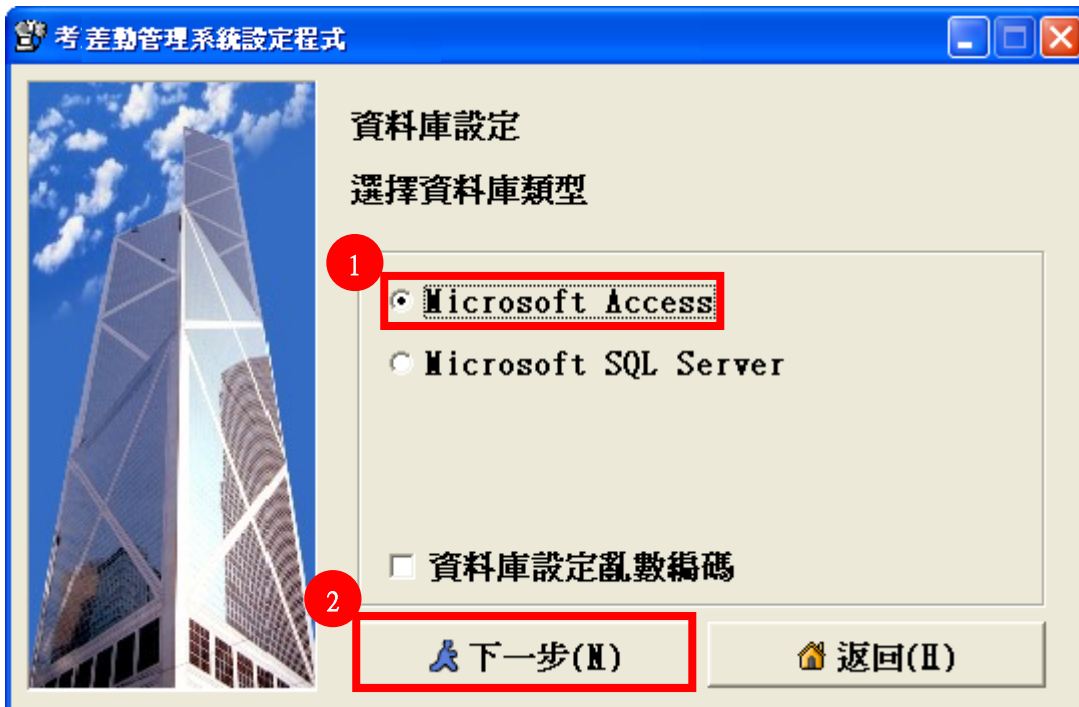 考差勤管理系統設定程式
資料庫設定
選擇資料庫類型
1
Microsoft Access
Microsoft SQL Server
資料庫設定亂數編碼
2
下一步(N)
返回(H)